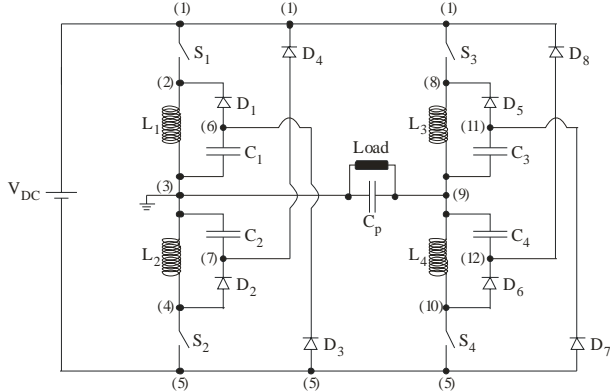 (1) (1) (1)
S1 D4 S3 D8
(2) (8)
D1 D5
L1 (6) L3 (11)
C1 Load C3
VDC (3) (9)
Cp
C2 C4
L2 (7) L4 (12)
D2 D6
(4) (10)
S2 D3 S4 D7
(5) (5) (5)